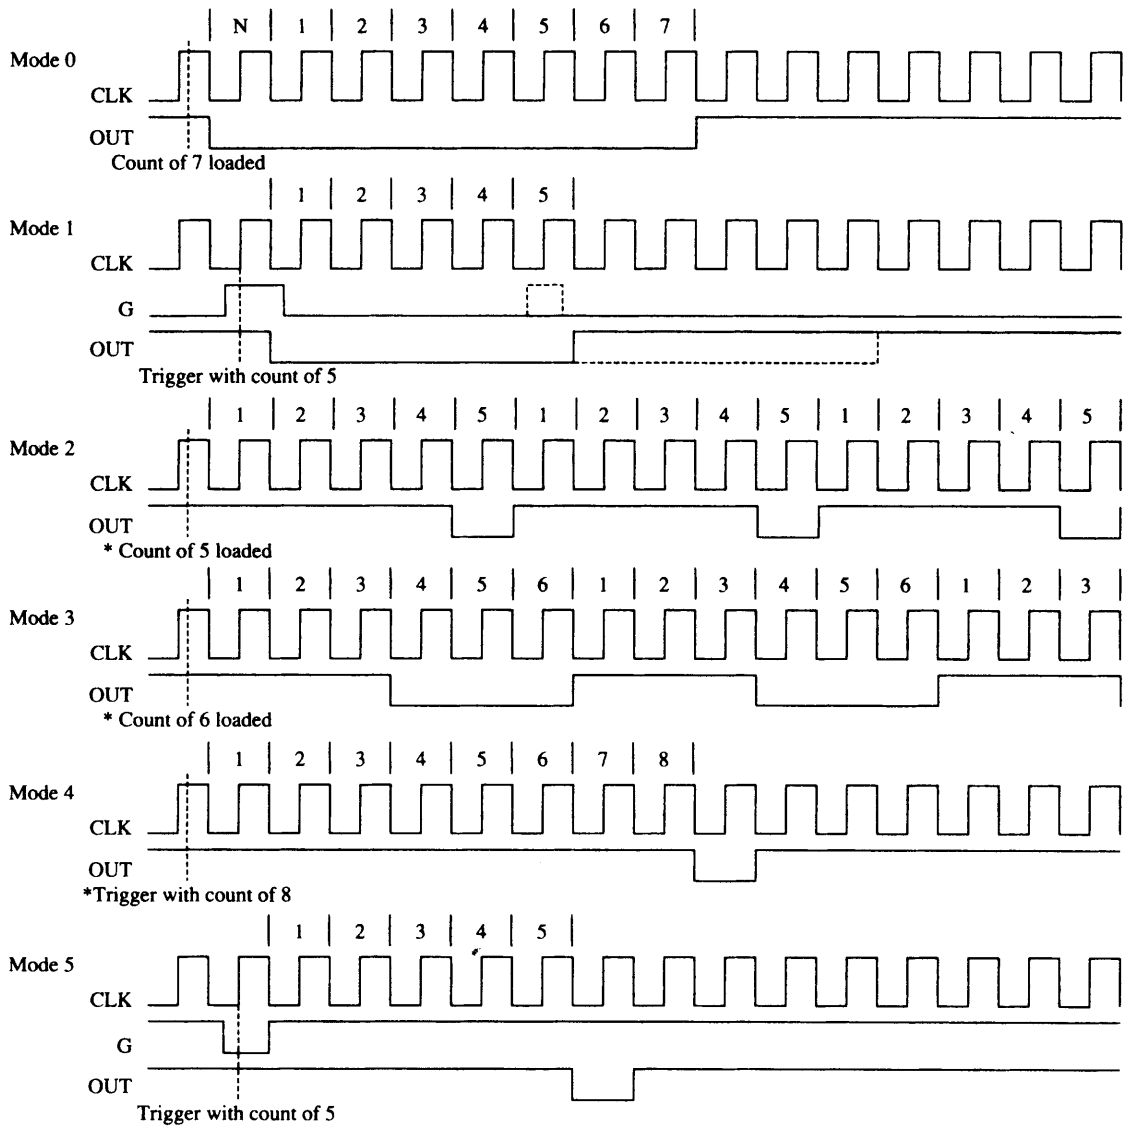 N 1 2 3 4 5 6 7
Mode 0
CLK
OUT
Count of 7 loaded
1 2 3 4 5
Mode 1
CLK
G
OUT
Trigger with count of 5
1 2 3 4 5 1 2 3 4 5 1 2 3 4 5
Mode 2
CLK
OUT
* Count of 5 loaded
1 2 3 4 5 6 1 2 3 4 5 6 1 2 3
Mode 3
CLK
OUT
* Count of 6 loaded
1 2 3 4 5 6 7 8
Mode 4
CLK
OUT
*Trigger with count of 8
1 2 3 4 5
Mode 5
CLK
G
OUT
Trigger with count of 5